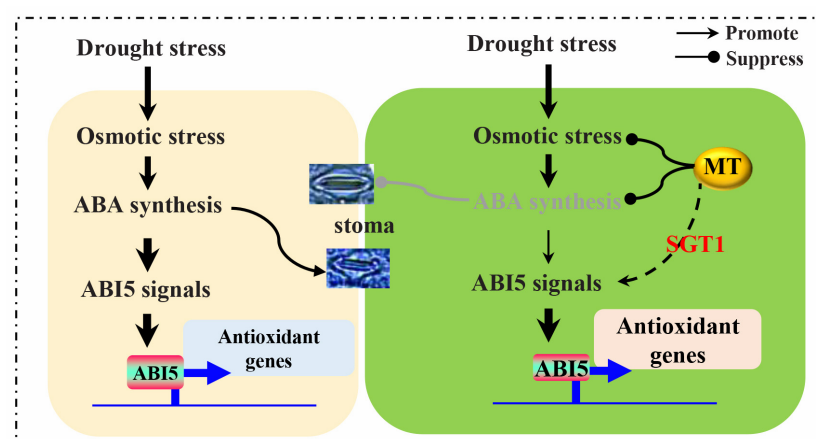 Drought stress
Osmotic stress
ABA synthesis
ABI5 signals
Antioxidant
genes
ABI5
stoma
Drought stress
Promote
Suppress
Osmotic stress
MT
ABA synthesis
SGT1
ABI5 signals
Antioxidant
genes
ABI5